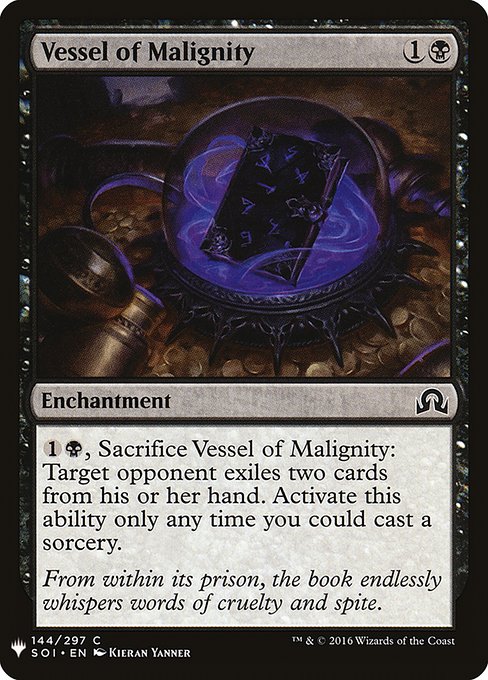 Vessel of Malignity 1
Enchantment
1, Sacrifice Vessel of Malignity:
Target opponent exiles two cards
from his or her hand. Activate this
ability only any time you could cast a
sorcery.
From within its prison, the book endlessly
whispers words of cruelty and spite.
144/297 C
SOI • EN Kieran Yanner
™ & © 2016 Wizards of the Coast